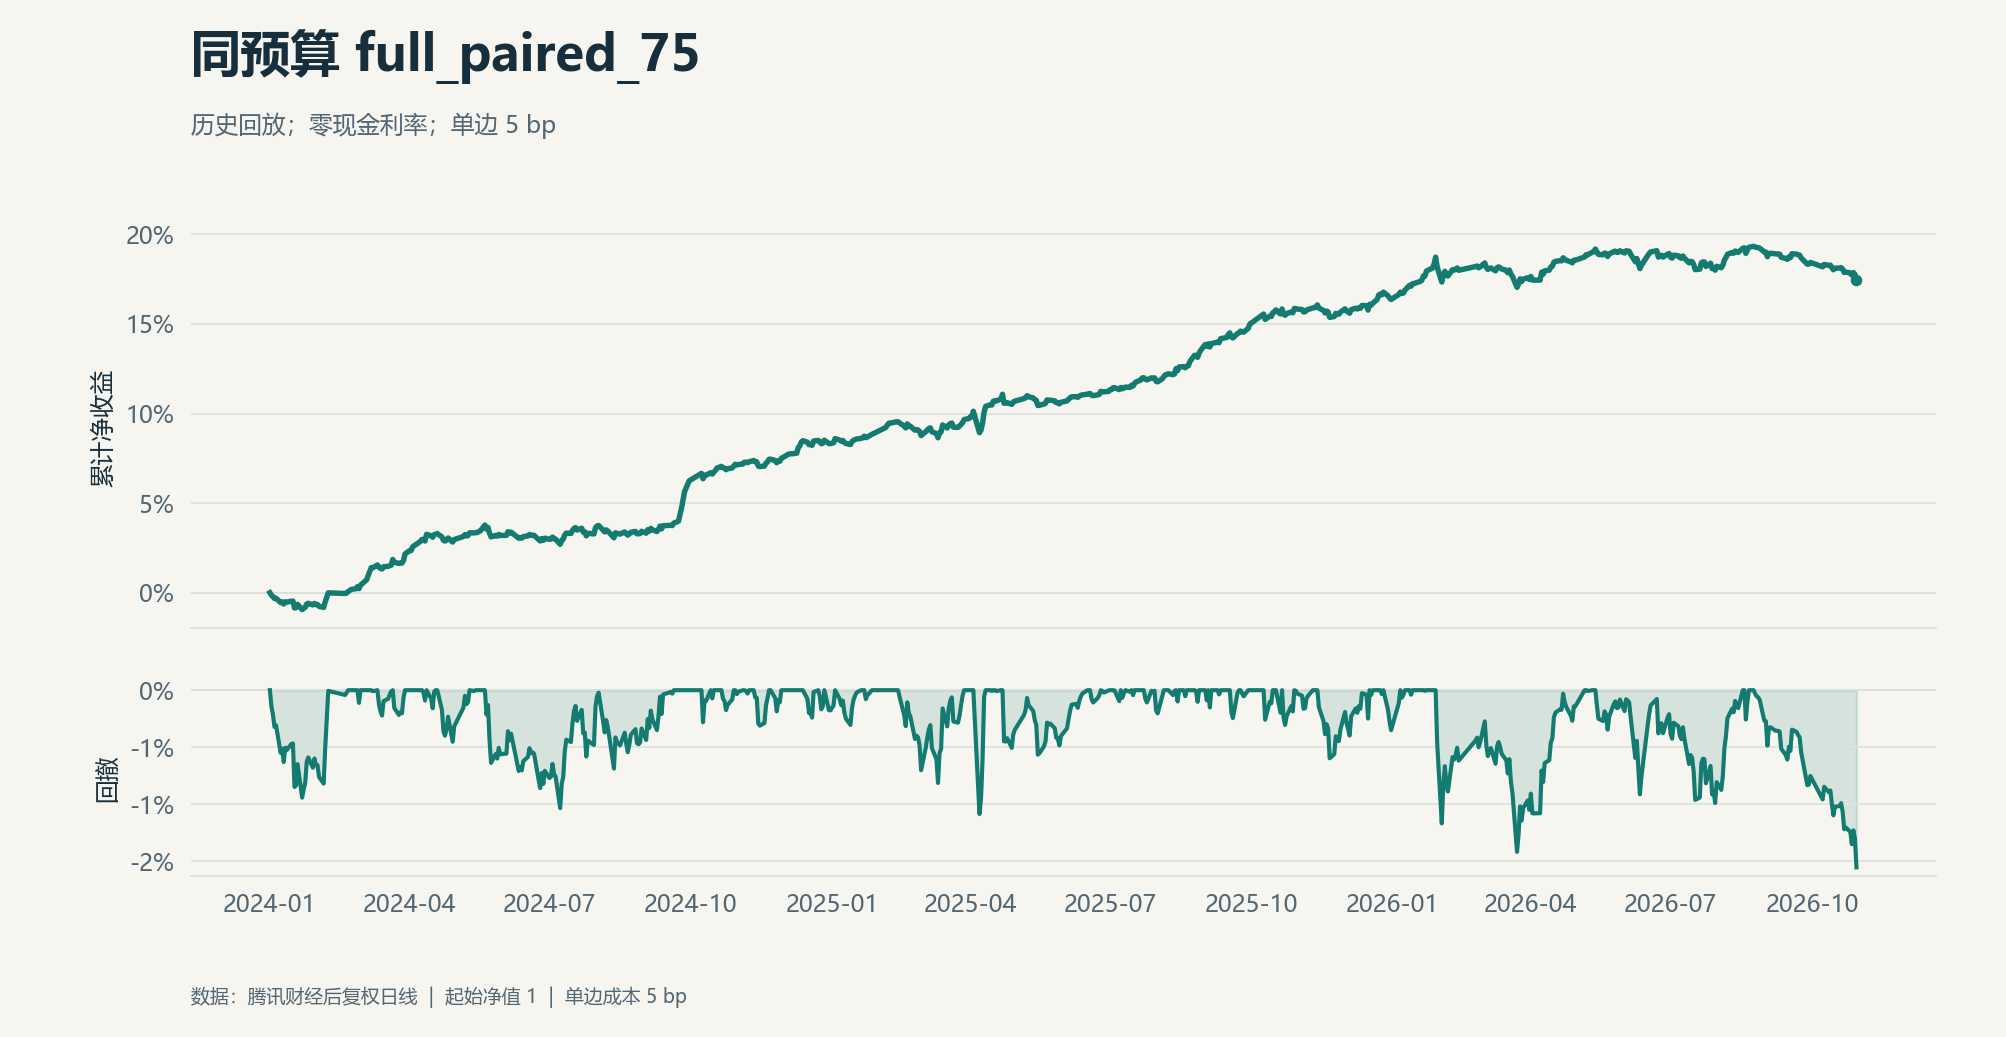 同预算 full_paired_75
历史回放；零现金利率；单边 5 bp
20%
15%
10%
5%
0%
累计净收益
0%
-1%
-1%
-2%
回撤
2024-01 2024-04 2024-07 2024-10 2025-01 2025-04 2025-07 2025-10 2026-01 2026-04 2026-07 2026-10
数据：腾讯财经后复权日线 | 起始净值 1 | 单边成本 5 bp